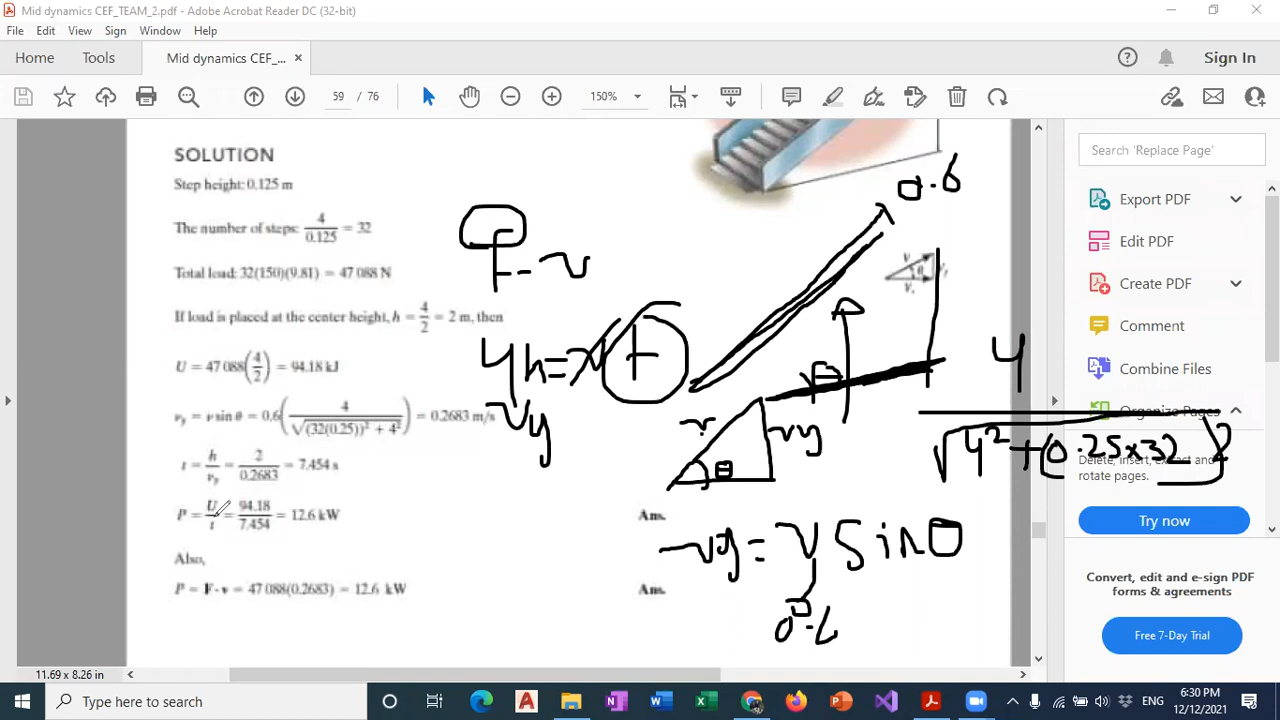 Mid dynamics CEF_TEAM_2.pdf - Adobe Acrobat Reader DC (32-bit)
File Edit View Sign Window Help
Home Tools Mid dynamics CEF_... × Sign In
59 / 76 150%
SOLUTION
Step height: 0.125 m
The number of steps: 4/0.125 = 32
Total load: 32(150)(9.81) = 47 088 N
If load is placed at the center height, h = 4/2 = 2 m, then
U = 47 088(4/2) = 94.18 kJ
v_y = v sin θ = 0.6(4/√((32(0.25))² + 4²)) = 0.2683 m/s
t = h/v_y = 2/0.2683 = 7.454 s
P = U/t = 94.18/7.454 = 12.6 kW Ans.
Also,
P = F·v = 47 088(0.2683) = 12.6 kW Ans.
0.6
F-v
4h=
t
vy
v
vy
θ
4
√4²+(0.25×32)²
vy = v sinθ
0.6
Search 'Replace Page'
Export PDF
Edit PDF
Create PDF
Comment
Combine Files
Organize Pages
Delete, insert, extract and
rotate pages.
Try now
Convert, edit and e-sign PDF
forms & agreements
Free 7-Day Trial
11.69 x 8.26 in
Type here to search
ENG
6:30 PM
12/12/2021